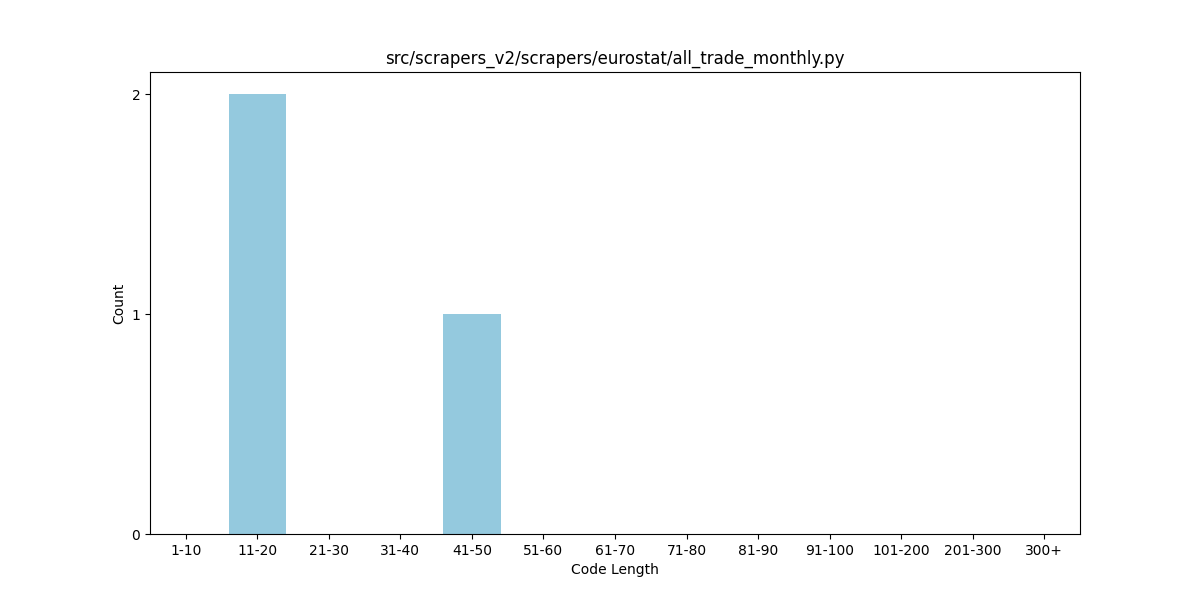 src/scrapers_v2/scrapers/eurostat/all_trade_monthly.py
2
1
0
Count
1-10 11-20 21-30 31-40 41-50 51-60 61-70 71-80 81-90 91-100 101-200 201-300 300+
Code Length